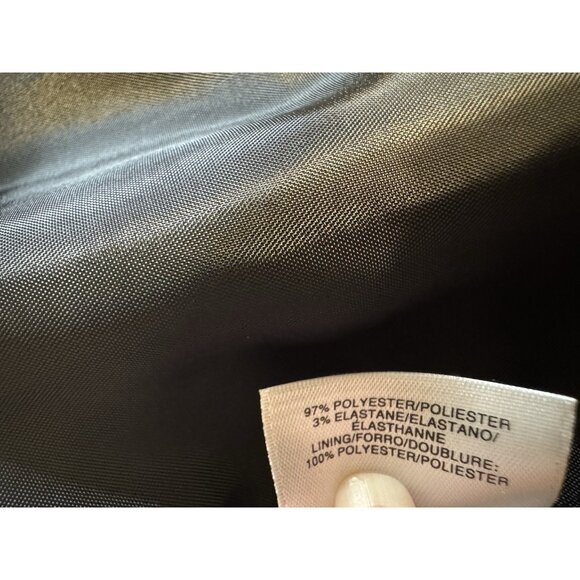 97% POLYESTER/POLIESTER
3% ELASTANE/ELASTANO/
ÉLASTHANNE
LINING/FORRO/DOUBLURE:
100% POLYESTER/POLIESTER